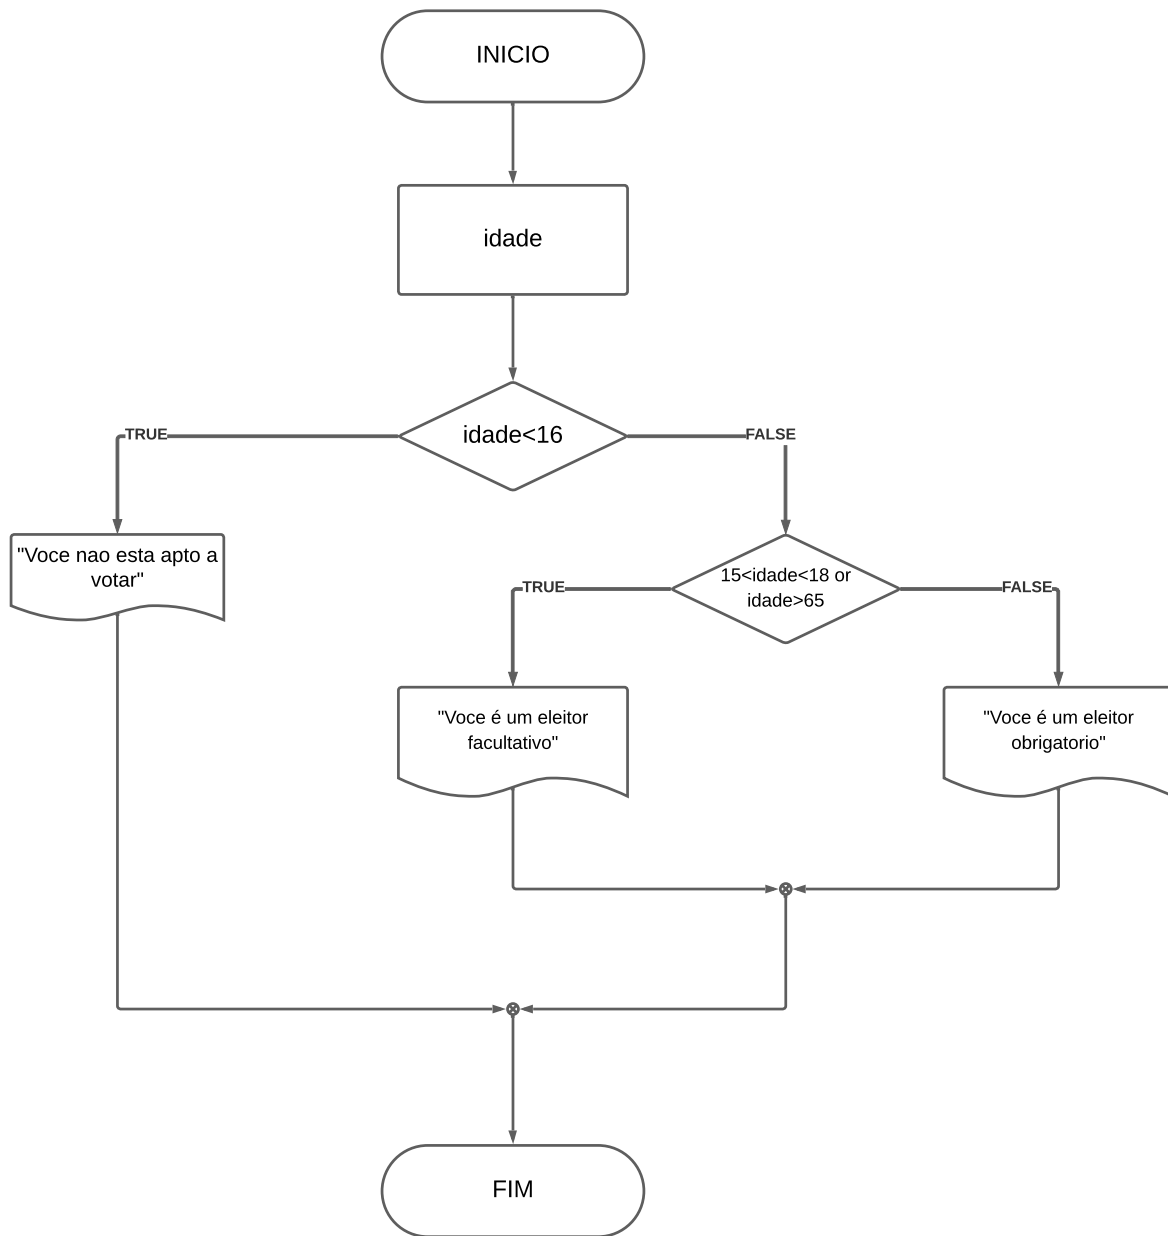 INICIO
idade
idade<16
TRUE
FALSE
"Voce nao esta apto a
votar"
15<idade<18 or
idade>65
TRUE
FALSE
"Voce é um eleitor
facultativo"
"Voce é um eleitor
obrigatorio"
FIM